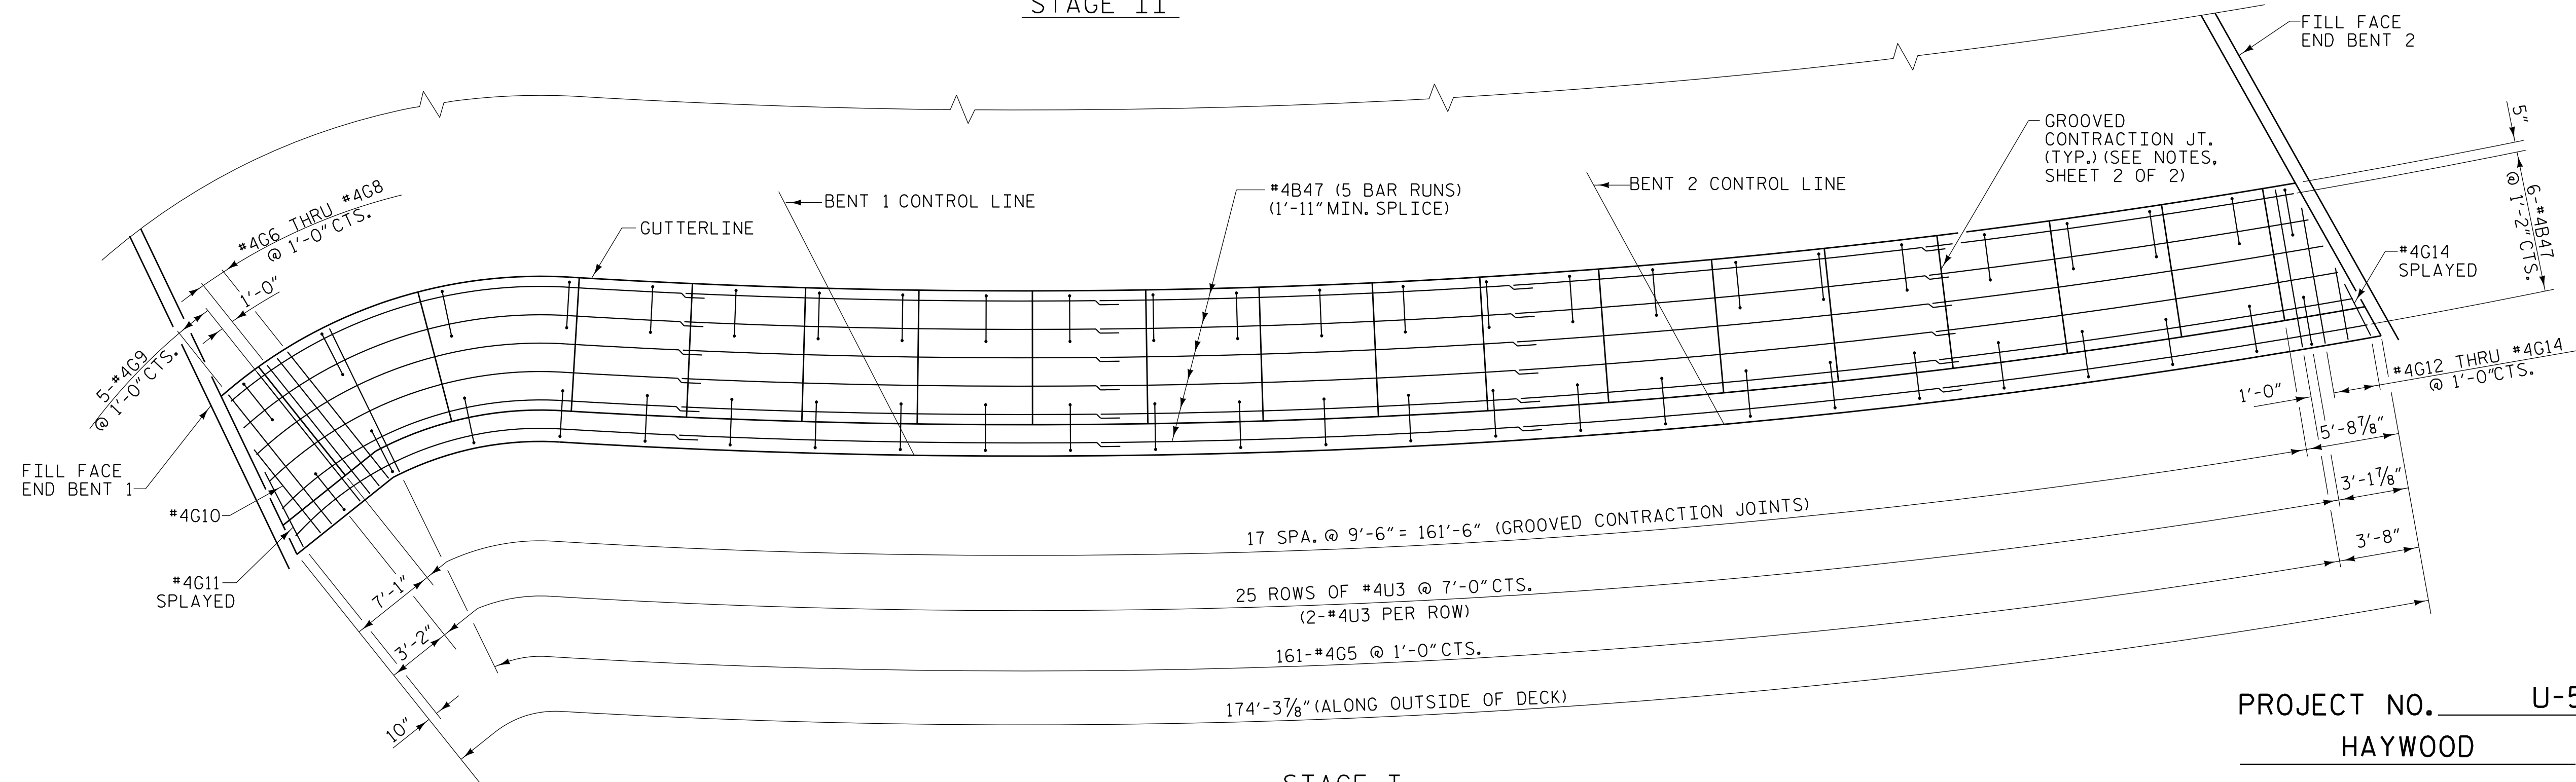 STAGE II
FILL FACE
END BENT 2
5"
6-#4B47
@ 1'-2"CTS.
GROOVED
CONTRACTION JT.
(TYP.)(SEE NOTES,
SHEET 2 OF 2)
#4G6 THRU #4G8
@ 1'-0"CTS.
1'-0"
BENT 1 CONTROL LINE
#4B47 (5 BAR RUNS)
(1'-11"MIN. SPLICE)
BENT 2 CONTROL LINE
GUTTERLINE
#4G14
SPLAYED
5-#4G9
@ 1'-0"CTS.
#4G12 THRU #4G14
@ 1'-0"CTS.
1'-0"
5'-8⅞"
FILL FACE
END BENT 1
3'-1⅞"
#4G10
17 SPA. @ 9'-6" = 161'-6" (GROOVED CONTRACTION JOINTS)
3'-8"
#4G11
SPLAYED
7'-1"
25 ROWS OF #4U3 @ 7'-0"CTS.
(2-#4U3 PER ROW)
3'-2"
161-#4G5 @ 1'-0"CTS.
10"
174'-3⅞"(ALONG OUTSIDE OF DECK)
PROJECT NO. U-5
HAYWOOD
STAGE I